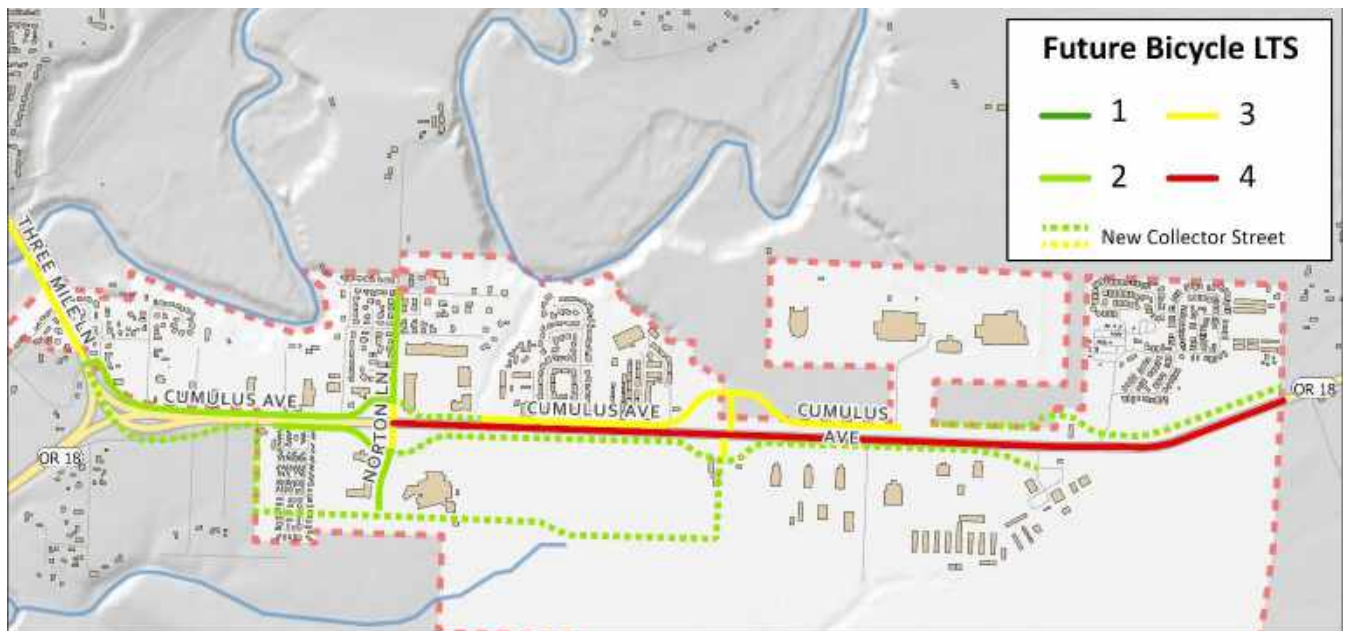 Future Bicycle LTS
1 3
2 4
New Collector Street
THREE MILE LN
CUMULUS AVE
NORTON LN
CUMULUS AVE
CUMULUS
AVE
OR 18
OR 18